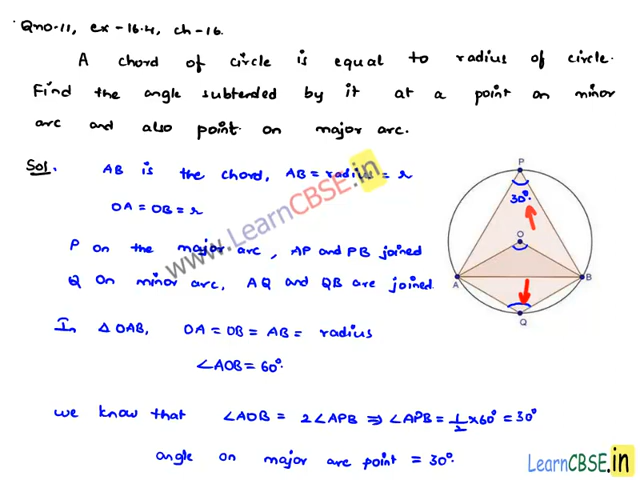 Qno-11, ex-16.4, ch-16.
A chord of circle is equal to radius of circle.
Find the angle subtended by it at a point on minor
arc and also point on major arc.
Sol. AB is the chord, AB = radius = r
OA = OB = r
P on the major arc, AP and PB joined
Q on minor arc, AQ and QB are joined
In △OAB, OA = OB = AB = radius
∠AOB = 60°.
we know that ∠AOB = 2∠APB ⇒ ∠APB = 1/2 × 60° = 30°
angle on major arc point = 30°.
P
30°.
O
A
B
Q
www.LearnCBSE.in
LearnCBSE.in